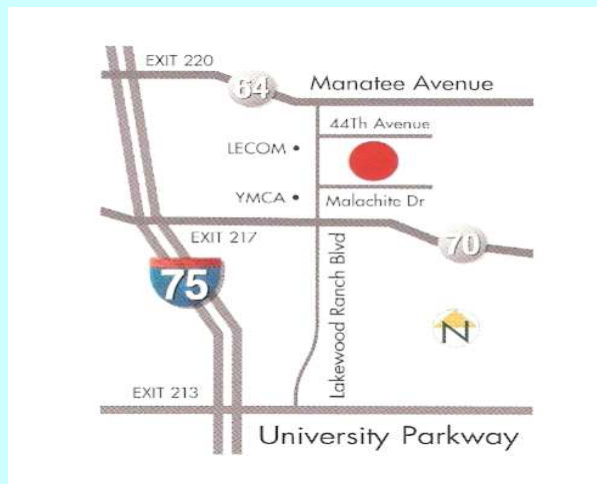 EXIT 220
64
Manatee Avenue
44Th Avenue
LECOM
YMCA
Malachite Dr
EXIT 217
70
75
Lakewood Ranch Blvd
N
EXIT 213
University Parkway